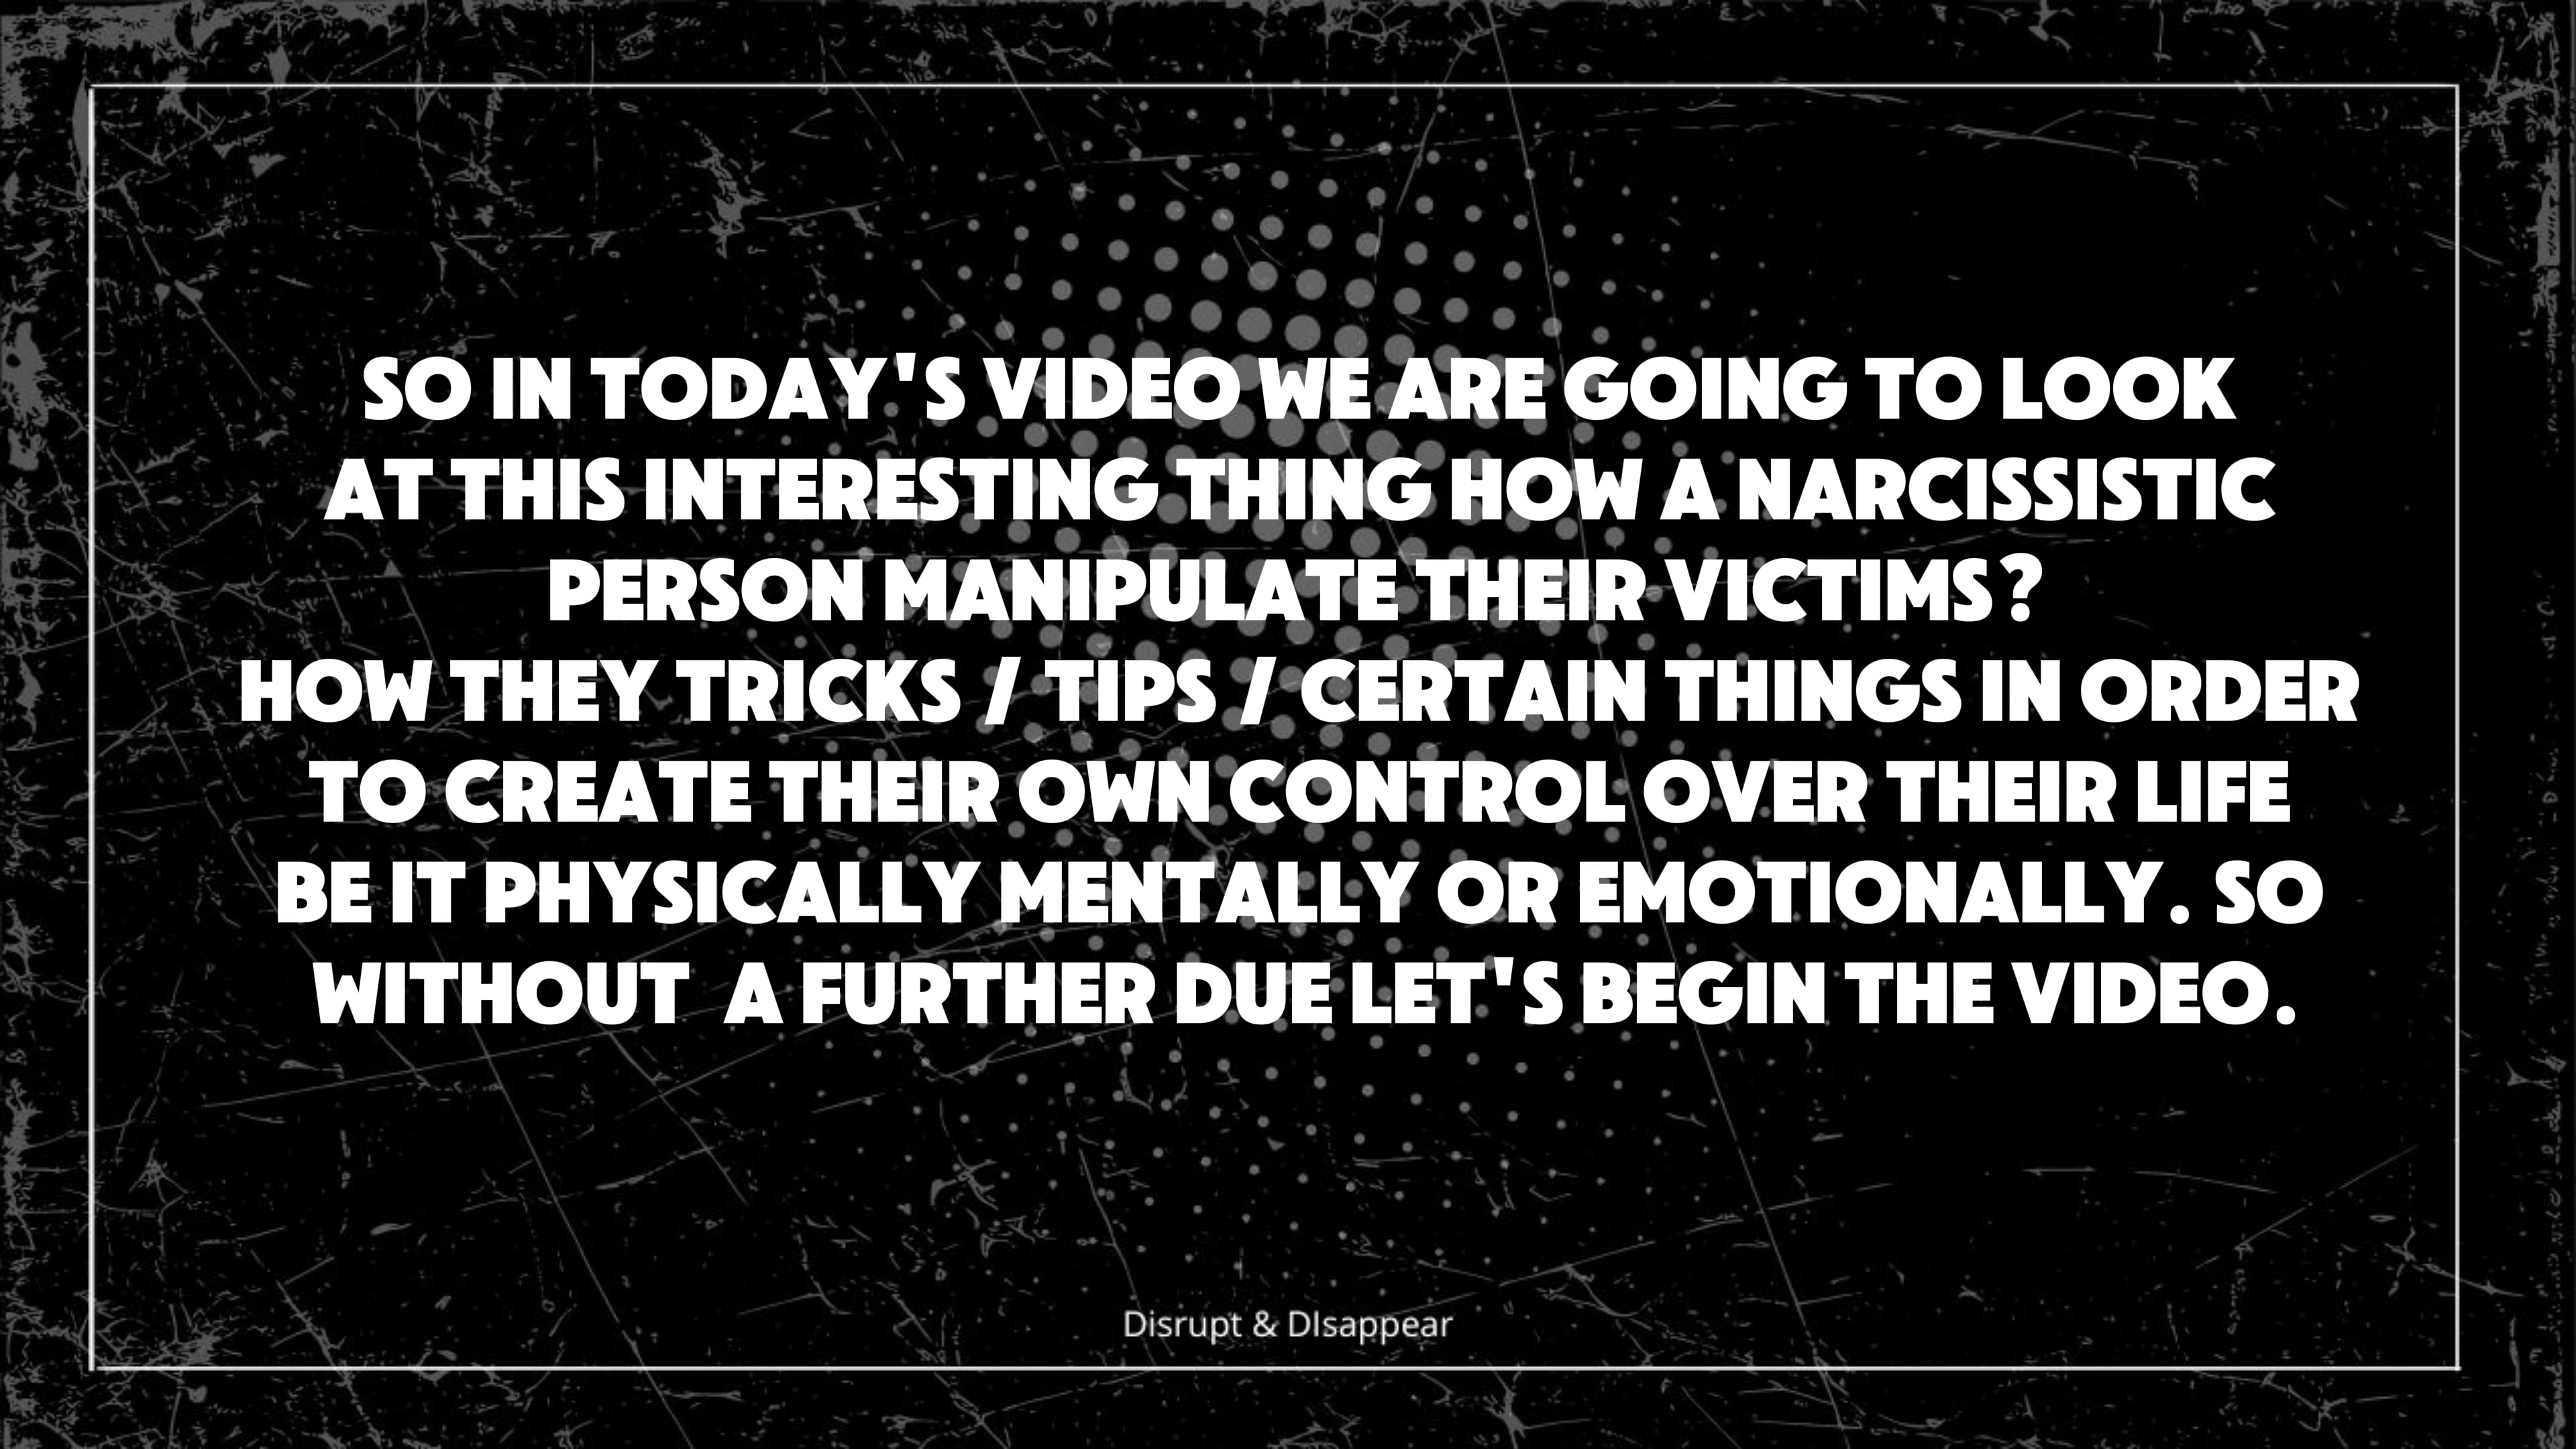 SO IN TODAY'S VIDEO WE ARE GOING TO LOOK
AT THIS INTERESTING THING HOW A NARCISSISTIC
PERSON MANIPULATE THEIR VICTIMS?
HOW THEY TRICKS / TIPS / CERTAIN THINGS IN ORDER
TO CREATE THEIR OWN CONTROL OVER THEIR LIFE
BE IT PHYSICALLY MENTALLY OR EMOTIONALLY. SO
WITHOUT A FURTHER DUE LET'S BEGIN THE VIDEO.
Disrupt & DIsappear